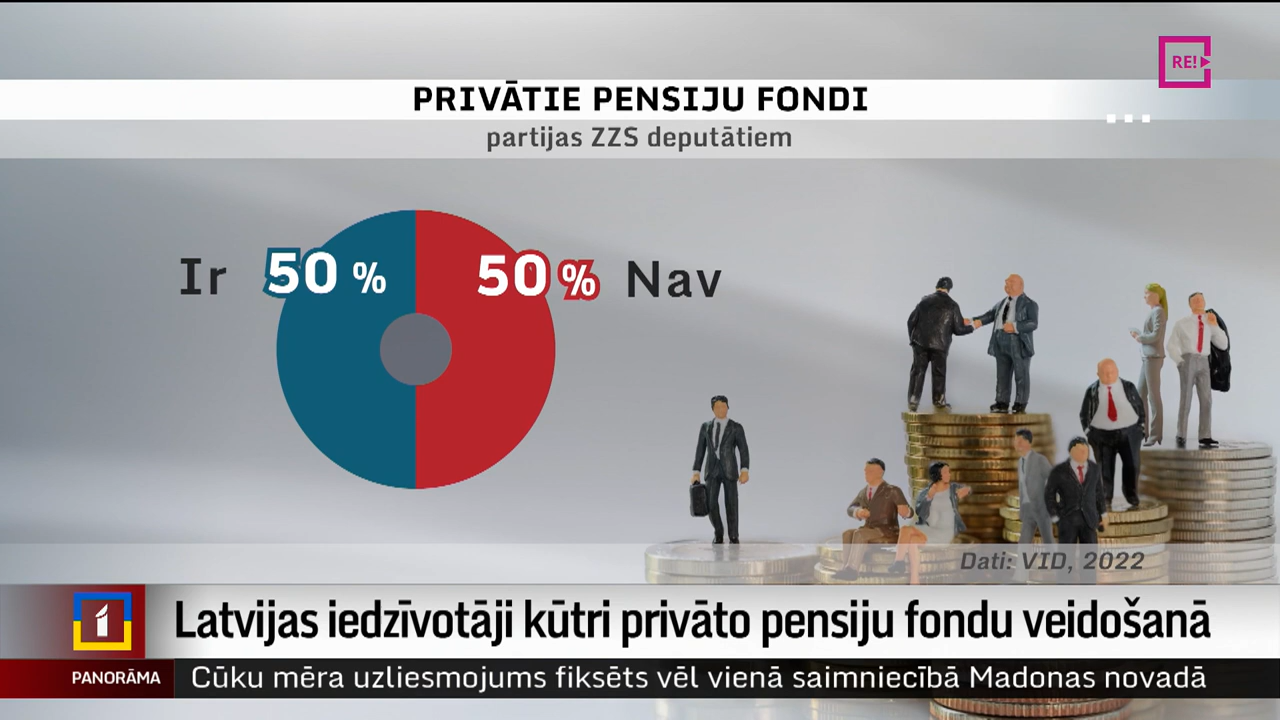 RE!
PRIVĀTIE PENSIJU FONDI
partijas ZZS deputātiem
Ir 50 % 50 % Nav
Dati: VID, 2022
1 Latvijas iedzīvotāji kūtri privāto pensiju fondu veidošanā
PANORĀMA Cūku mēra uzliesmojums fiksēts vēl vienā saimniecībā Madonas novadā